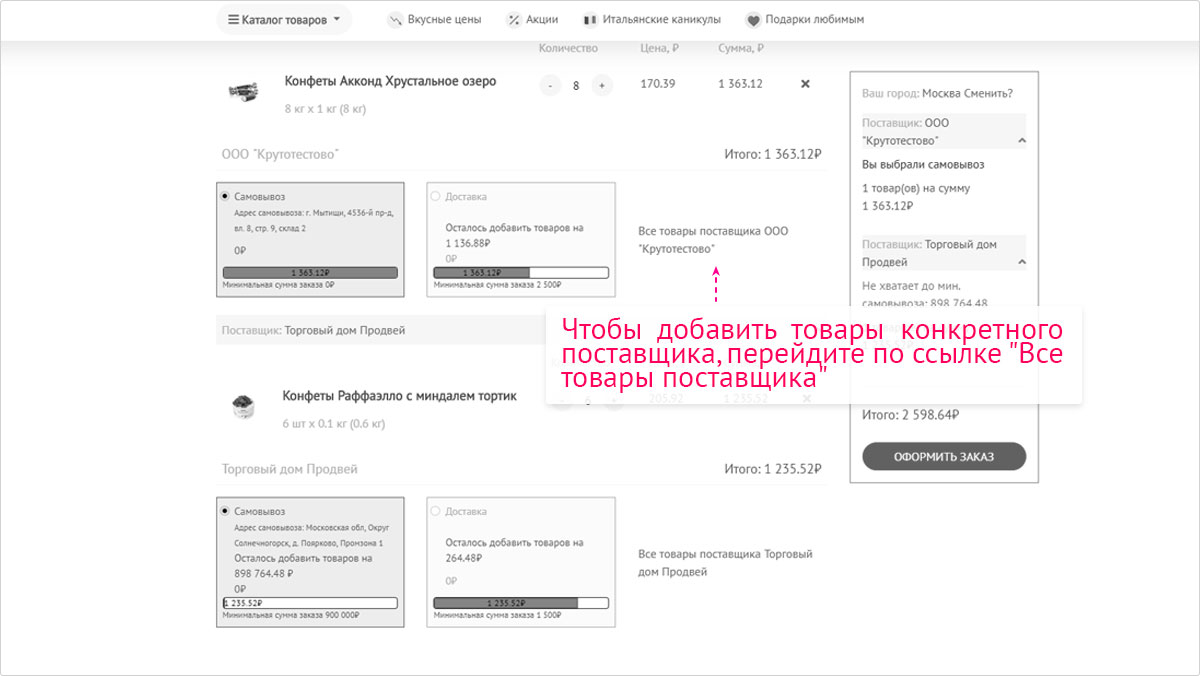 Каталог товаров
Вкусные цены
Акции
Итальянские каникулы
Подарки любимым
Количество
Цена, ₽
Сумма, ₽
Конфеты Акконд Хрустальное озеро
- 8 +
170.39
1 363.12
8 кг x 1 кг (8 кг)
ООО "Крутотестово"
Итого: 1 363.12₽
Самовывоз
Адрес самовывоза: г. Мытищи, 4536-й пр-д,
вл. 8, стр. 9, склад 2
0₽
1 363.12₽
Минимальная сумма заказа 0₽
Доставка
Осталось добавить товаров на
1 136.88₽
0₽
1 363.12₽
Минимальная сумма заказа 2 500₽
Все товары поставщика ООО
"Крутотестово"
Поставщик: Торговый дом Продвей
Чтобы добавить товары конкретного
поставщика, перейдите по ссылке "Все
товары поставщика"
Конфеты Раффаэлло с миндалем тортик
205.92
1 235.52
6 шт x 0.1 кг (0.6 кг)
Торговый дом Продвей
Итого: 1 235.52₽
Самовывоз
Адрес самовывоза: Московская обл, Округ
Солнечногорск, д. Поярково, Промзона 1
Осталось добавить товаров на
898 764.48 ₽
0₽
1 235.52₽
Минимальная сумма заказа 900 000₽
Доставка
Осталось добавить товаров на
264.48₽
0₽
1 235.52₽
Минимальная сумма заказа 1 500₽
Все товары поставщика Торговый
дом Продвей
Ваш город: Москва Сменить?
Поставщик: ООО
"Крутотестово"
Вы выбрали самовывоз
1 товар(ов) на сумму
1 363.12₽
Поставщик: Торговый дом
Продвей
Не хватает до мин.
самовывоза: 898 764.48
Итого: 2 598.64₽
ОФОРМИТЬ ЗАКАЗ